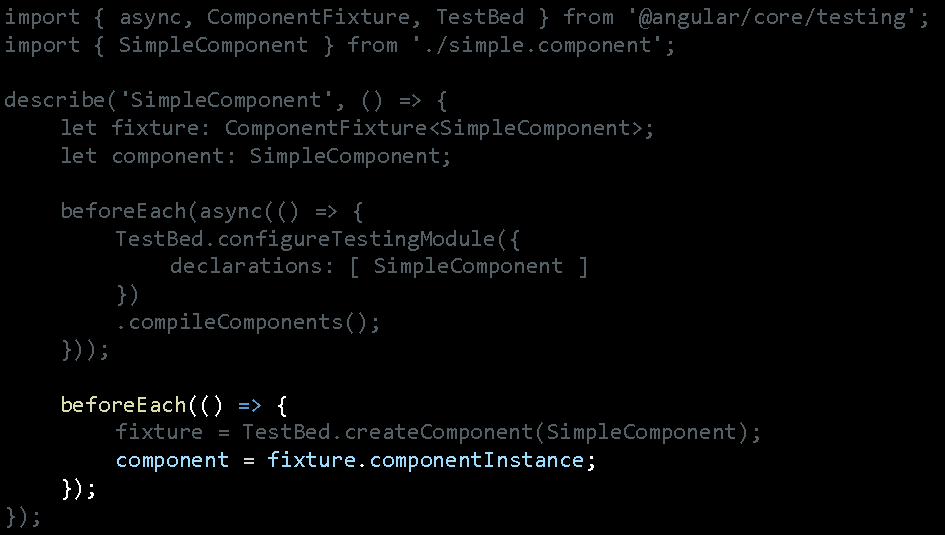 import { async, ComponentFixture, TestBed } from '@angular/core/testing';
import { SimpleComponent } from './simple.component';

describe('SimpleComponent', () => {
    let fixture: ComponentFixture<SimpleComponent>;
    let component: SimpleComponent;

    beforeEach(async(() => {
        TestBed.configureTestingModule({
            declarations: [ SimpleComponent ]
        })
        .compileComponents();
    }));

    beforeEach(() => {
        fixture = TestBed.createComponent(SimpleComponent);
        component = fixture.componentInstance;
    });
});